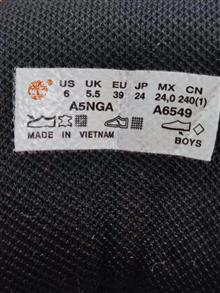 US UK EU JP MX CN
6 5.5 39 24 24,0 240(1)
A5NGA A6549
MADE IN VIETNAM BOYS